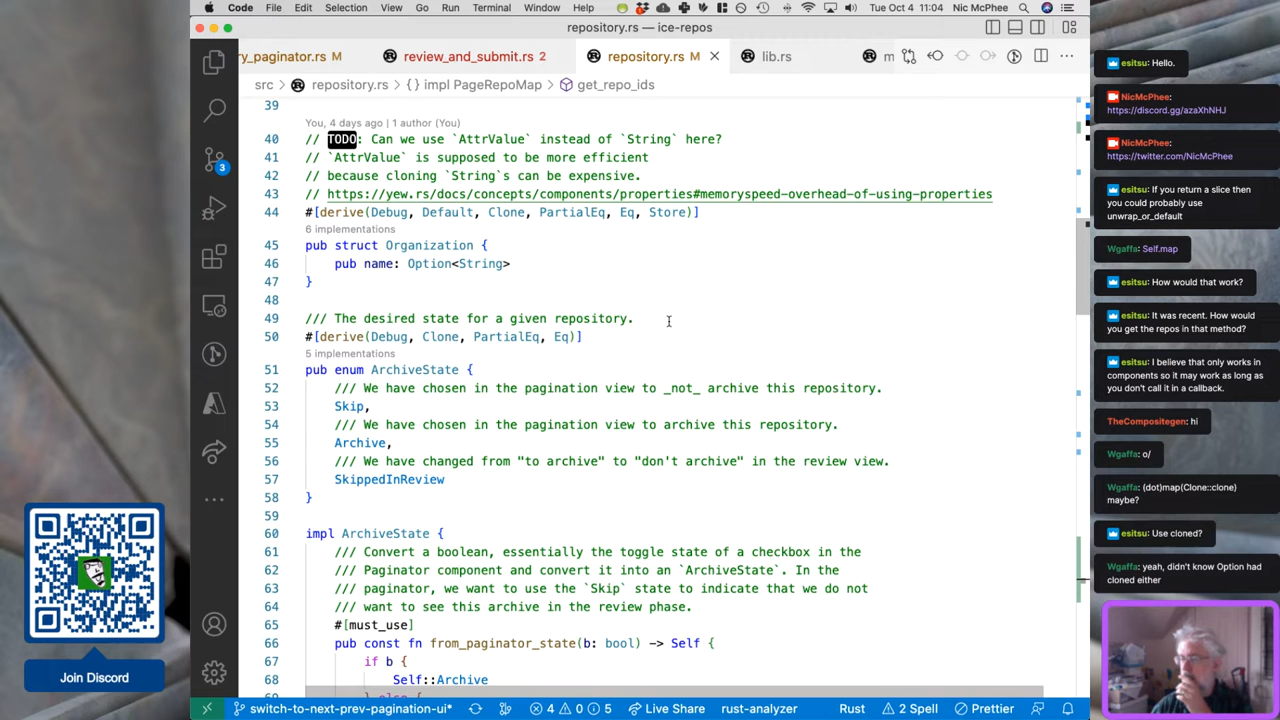 Code File Edit Selection View Go Run Terminal Window Help Tue Oct 4 11:04 Nic McPhee
repository.rs — ice-repos
ry_paginator.rs M review_and_submit.rs 2 repository.rs M lib.rs m
src > repository.rs > {} impl PageRepoMap > get_repo_ids
39
You, 4 days ago | 1 author (You)
40 // TODO: Can we use `AttrValue` instead of `String` here?
41 // `AttrValue` is supposed to be more efficient
42 // because cloning `String`s can be expensive.
43 // https://yew.rs/docs/concepts/components/properties#memoryspeed-overhead-of-using-properties
44 #[derive(Debug, Default, Clone, PartialEq, Eq, Store)]
6 implementations
45 pub struct Organization {
46 pub name: Option<String>
47 }
48
49 /// The desired state for a given repository.
50 #[derive(Debug, Clone, PartialEq, Eq)]
5 implementations
51 pub enum ArchiveState {
52 /// We have chosen in the pagination view to _not_ archive this repository.
53 Skip,
54 /// We have chosen in the pagination view to archive this repository.
55 Archive,
56 /// We have changed from "to archive" to "don't archive" in the review view.
57 SkippedInReview
58 }
59
60 impl ArchiveState {
61 /// Convert a boolean, essentially the toggle state of a checkbox in the
62 /// Paginator component and convert it into an `ArchiveState`. In the
63 /// paginator, we want to use the `Skip` state to indicate that we do not
64 /// want to see this archive in the review phase.
65 #[must_use]
66 pub const fn from_paginator_state(b: bool) -> Self {
67 if b {
68 Self::Archive
69 } else {
switch-to-next-prev-pagination-ui* 4 0 5 Live Share rust-analyzer Rust 2 Spell Prettier
3
Join Discord
esitsu: Hello.
NicMcPhee:
https://discord.gg/azaXhNHJ
NicMcPhee:
https://twitter.com/NicMcPhee
esitsu: If you return a slice then
you could probably use
unwrap_or_default
Wgaffa: Self.map
esitsu: How would that work?
esitsu: It was recent. How would
you get the repos in that method?
esitsu: I believe that only works in
components so it may work as long as
you don't call it in a callback.
TheCompositegen: hi
Wgaffa: o/
Wgaffa: (dot)map(Clone::clone)
maybe?
esitsu: Use cloned?
Wgaffa: yeah, didn't know Option had
cloned either